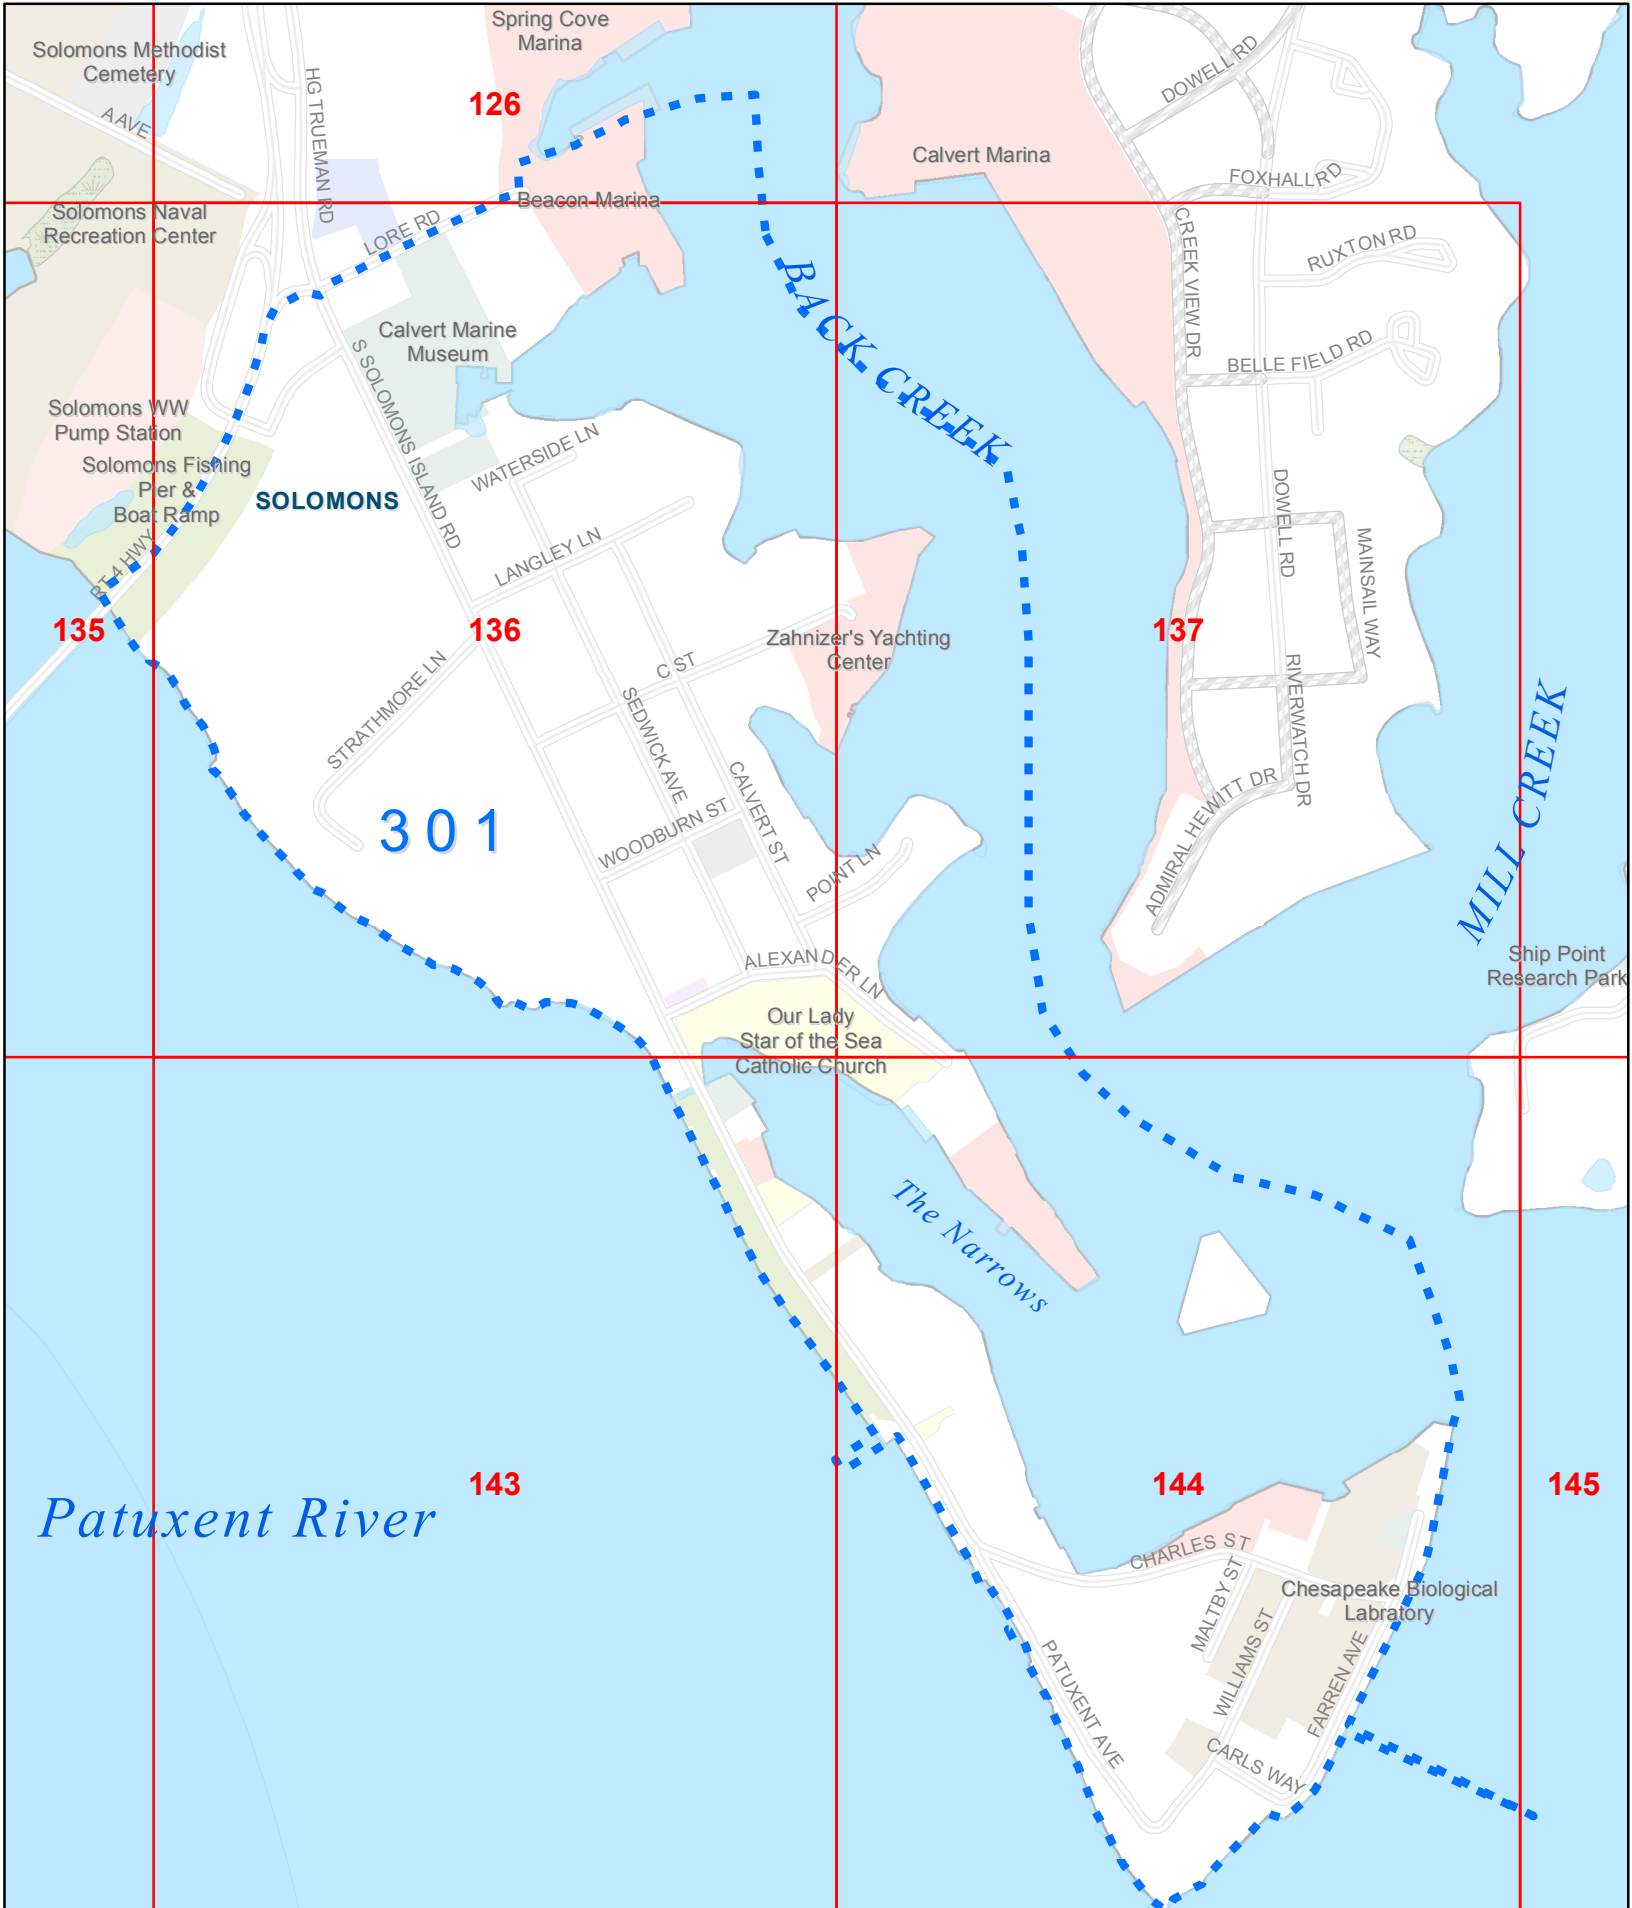 Spring Cove
Marina
Solomons Methodist
Cemetery
HG TRUEMAN RD
126
A AVE
DOWELL RD
Calvert Marina
FOXHALL RD
Beacon Marina
Solomons Naval
Recreation Center
LORE RD
CREEK VIEW DR
RUXTON RD
BACK CREEK
Calvert Marine
Museum
S SOLOMONS ISLAND RD
BELLE FIELD RD
Solomons WW
Pump Station
WATERSIDE LN
Solomons Fishing
Pier &
Boat Ramp
SOLOMONS
DOWELL RD
RT 4 HWY
LANGLEY LN
MAINSAIL WAY
135
136
137
Zahnizer's Yachting
Center
C ST
STRATHMORE LN
SEDWICK AVE
RIVERWATCH DR
MILL CREEK
CALVERT ST
301
WOODBURN ST
ADMIRAL HEWITT DR
POINT LN
ALEXANDER LN
Ship Point
Research Park
Our Lady
Star of the Sea
Catholic Church
The Narrows
143
144
145
Patuxent River
CHARLES ST
MALTBY ST
Chesapeake Biological
Labratory
WILLIAMS ST
FARREN AVE
PATUXENT AVE
CARLS WAY